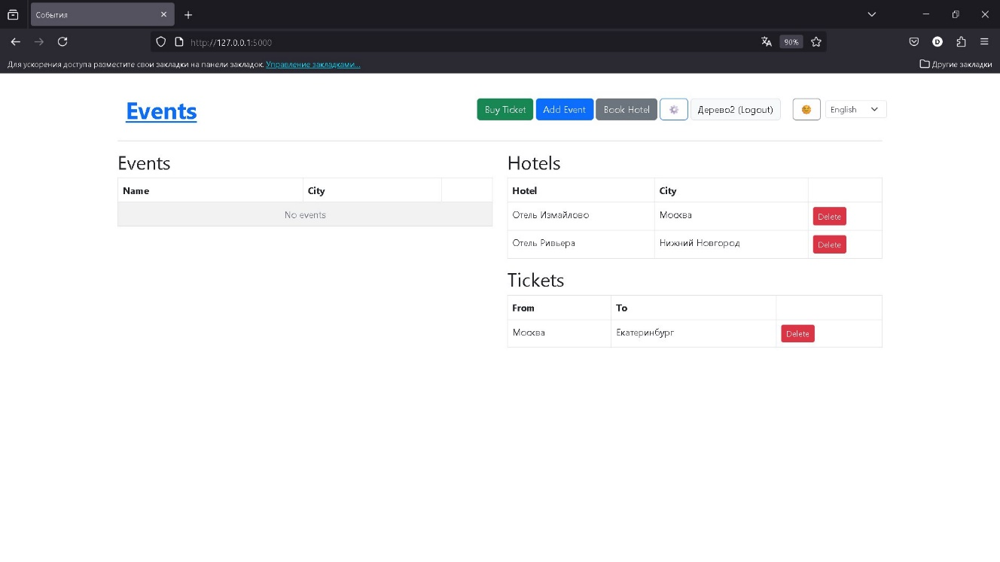 События
http://127.0.0.1:5000
90%
Для ускорения доступа разместите свои закладки на панели закладок. Управление закладками...
Другие закладки
Events
Buy Ticket
Add Event
Book Hotel
Дерево2 (Logout)
English
Events
Name City
No events
Hotels
Hotel City
Отель Измайлово Москва Delete
Отель Ривьера Нижний Новгород Delete
Tickets
From To
Москва Екатеринбург Delete